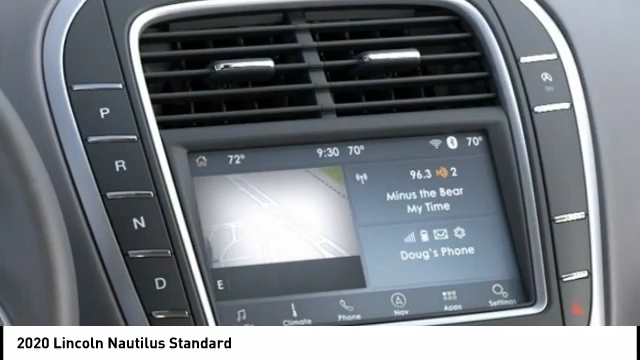 P
R
N
D
72° 9:30 70° 70°
96.3 2
Minus the Bear
My Time
Doug's Phone
E
Climate Phone Nav Apps Settings
2020 Lincoln Nautilus Standard